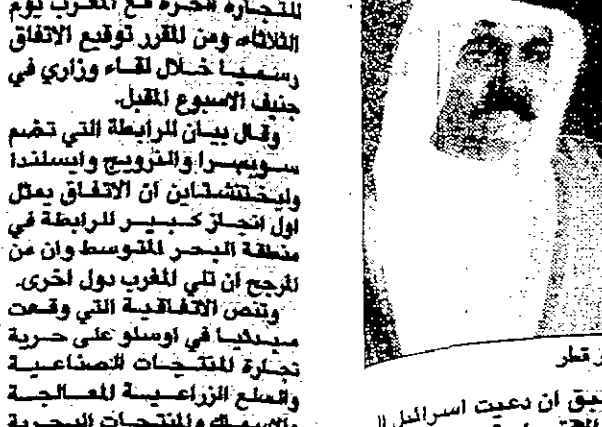 للتجارة الحرة مع المغرب يوم
الثلاثاء ومن المقرر توقيع الاتفاق
رسميا خلال لقاء وزاري في
جنيف الاسبوع المقبل.
وقال بيان للرابطة التي تضم
سويسرا والنرويج وايسلندا
وليختنشتاين ان الاتفاق يمثل
اول انجاز كبير للرابطة في
منطقة البحر المتوسط وان من
المرجح ان تلي المغرب دول اخرى.
وتنص الاتفاقية التي وقعت
مبدئيا في اوسلو على حرية
تجارة المنتجات الصناعية
والسلع الزراعية المعالجة
والاسماك والمنتجات البحرية
قطر
ان دعيت اسرائيل